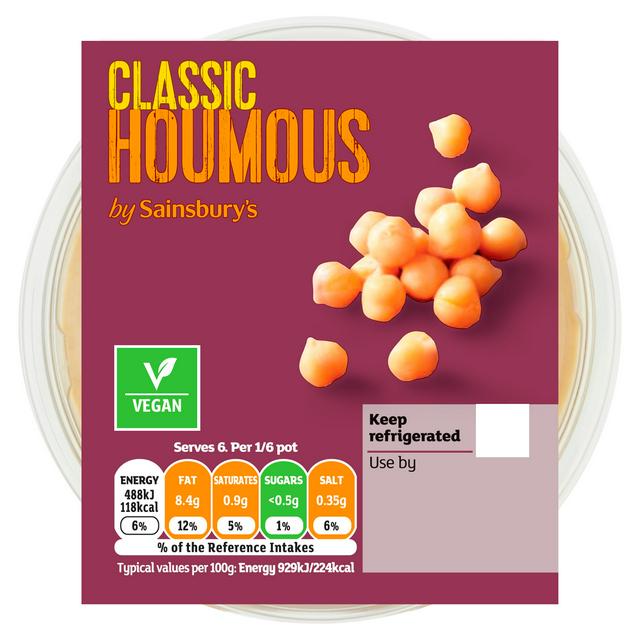 CLASSIC
HOUMOUS
by Sainsbury's
VEGAN
Keep
refrigerated
Use by
Serves 6. Per 1/6 pot
ENERGY FAT SATURATES SUGARS SALT
488kJ
118kcal 8.4g 0.9g <0.5g 0.35g
6% 12% 5% 1% 6%
% of the Reference Intakes
Typical values per 100g: Energy 929kJ/224kcal